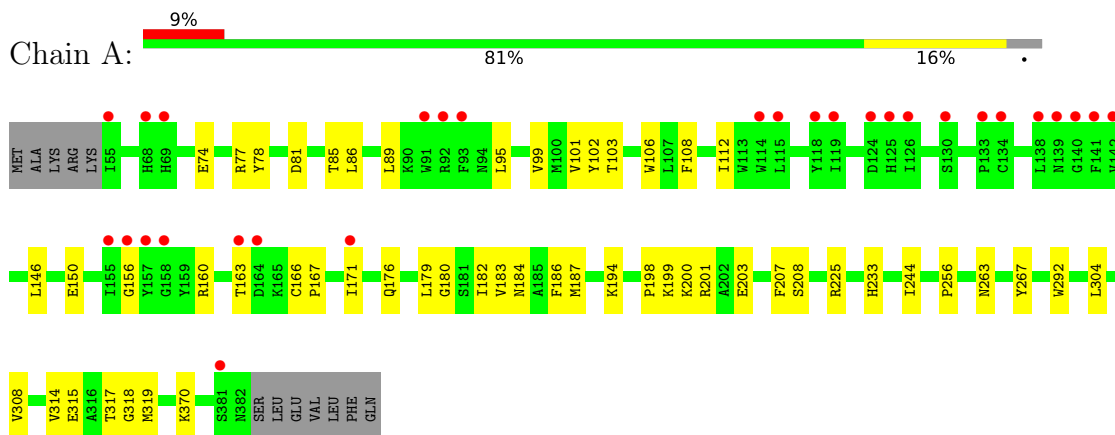 9%
Chain A:
81% 16% •
MET ALA LYS ARG LYS I55 H68 H69 E74 R77 Y78 D81 T85 L86 L89 K90 W91 R92 F93 N94 L95 V99 M100 V101 Y102 T103 W106 L107 F108 I112 W113 W114 L115 Y118 I119 D124 H125 I126 S130 P133 C134 L138 N139 G140 F141 V142
L146 E150 I155 G156 Y157 G158 Y159 R160 T163 D164 K165 C166 P167 I171 Q176 L179 G180 S181 I182 V183 N184 A185 F186 M187 K194 P198 K199 K200 R201 A202 E203 F207 S208 R225 H233 I244 P256 N263 Y267 W292 L304
V308 V314 E315 A316 T317 G318 M319 K370 S381 N382 SER LEU GLU VAL LEU PHE GLN